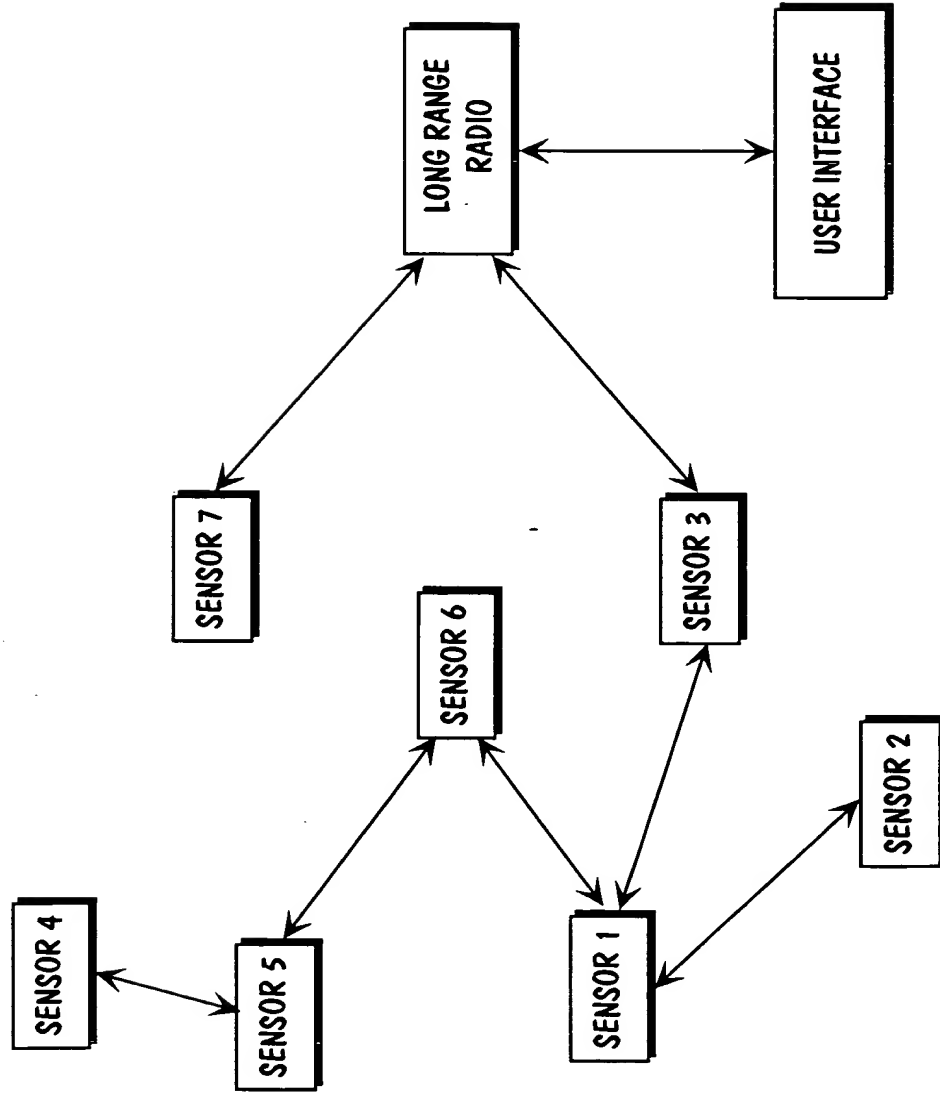 SENSOR 4
SENSOR 5
SENSOR 1
SENSOR 2
SENSOR 6
SENSOR 7
SENSOR 3
LONG RANGE
RADIO
USER INTERFACE